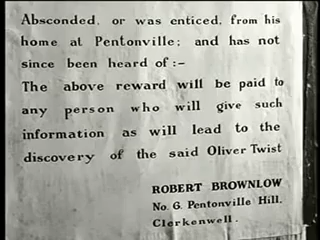 Absconded, or was enticed, from his
home at Pentonville; and has not
since been heard of:-
The above reward will be paid to
any person who will give such
information as will lead to the
discovery of the said Oliver Twist
ROBERT BROWNLOW
No. 6. Pentonville Hill.
Clerkenwell.